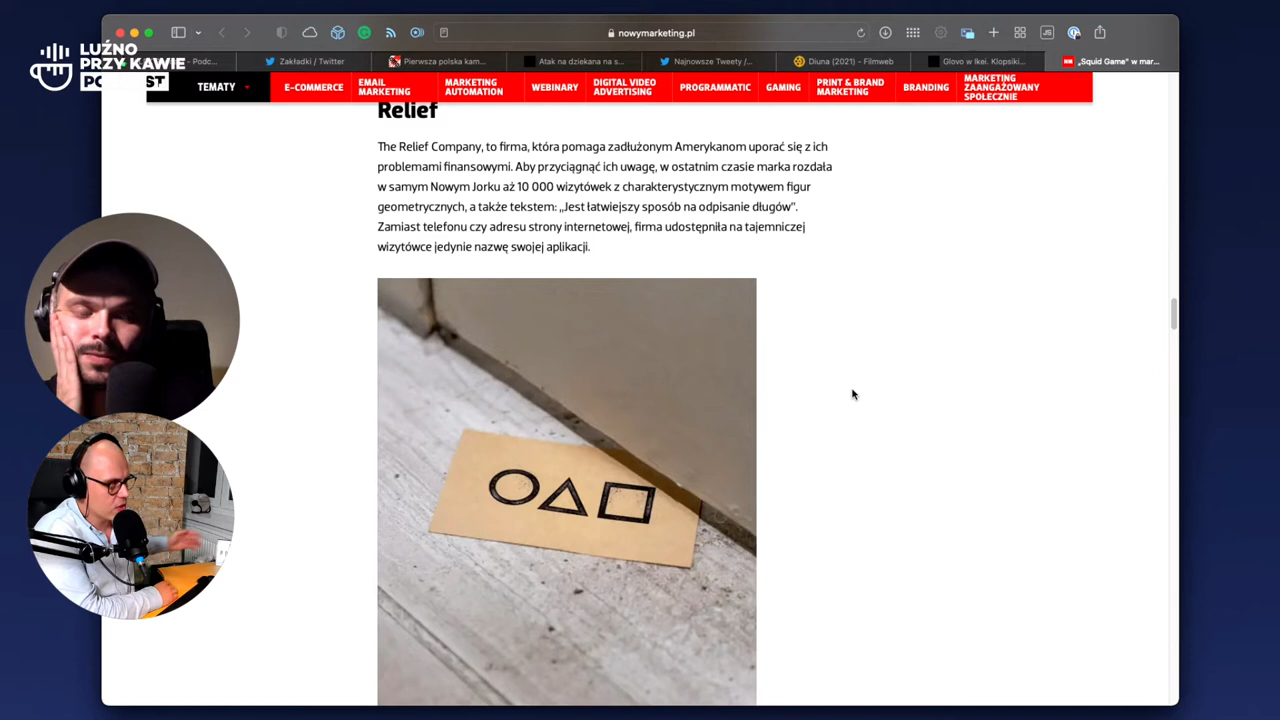 LUŹNO
PRZY KAWIE
PODCAST
nowymarketing.pl
- Podc...
Zakładki / Twitter
Pierwsza polska kam...
Atak na dziekana na s...
Najnowsze Tweety /...
Diuna (2021) - Filmweb
Glovo w Ikei. Klopsiki...
„Squid Game" w mar...
TEMATY
E-COMMERCE
EMAIL
MARKETING
MARKETING
AUTOMATION
WEBINARY
DIGITAL VIDEO
ADVERTISING
PROGRAMMATIC
GAMING
PRINT & BRAND
MARKETING
BRANDING
MARKETING
ZAANGAŻOWANY
SPOŁECZNIE
Relief
The Relief Company, to firma, która pomaga zadłużonym Amerykanom uporać się z ich
problemami finansowymi. Aby przyciągnąć ich uwagę, w ostatnim czasie marka rozdała
w samym Nowym Jorku aż 10 000 wizytówek z charakterystycznym motywem figur
geometrycznych, a także tekstem: „Jest łatwiejszy sposób na odpisanie długów”.
Zamiast telefonu czy adresu strony internetowej, firma udostępniła na tajemniczej
wizytówce jedynie nazwę swojej aplikacji.